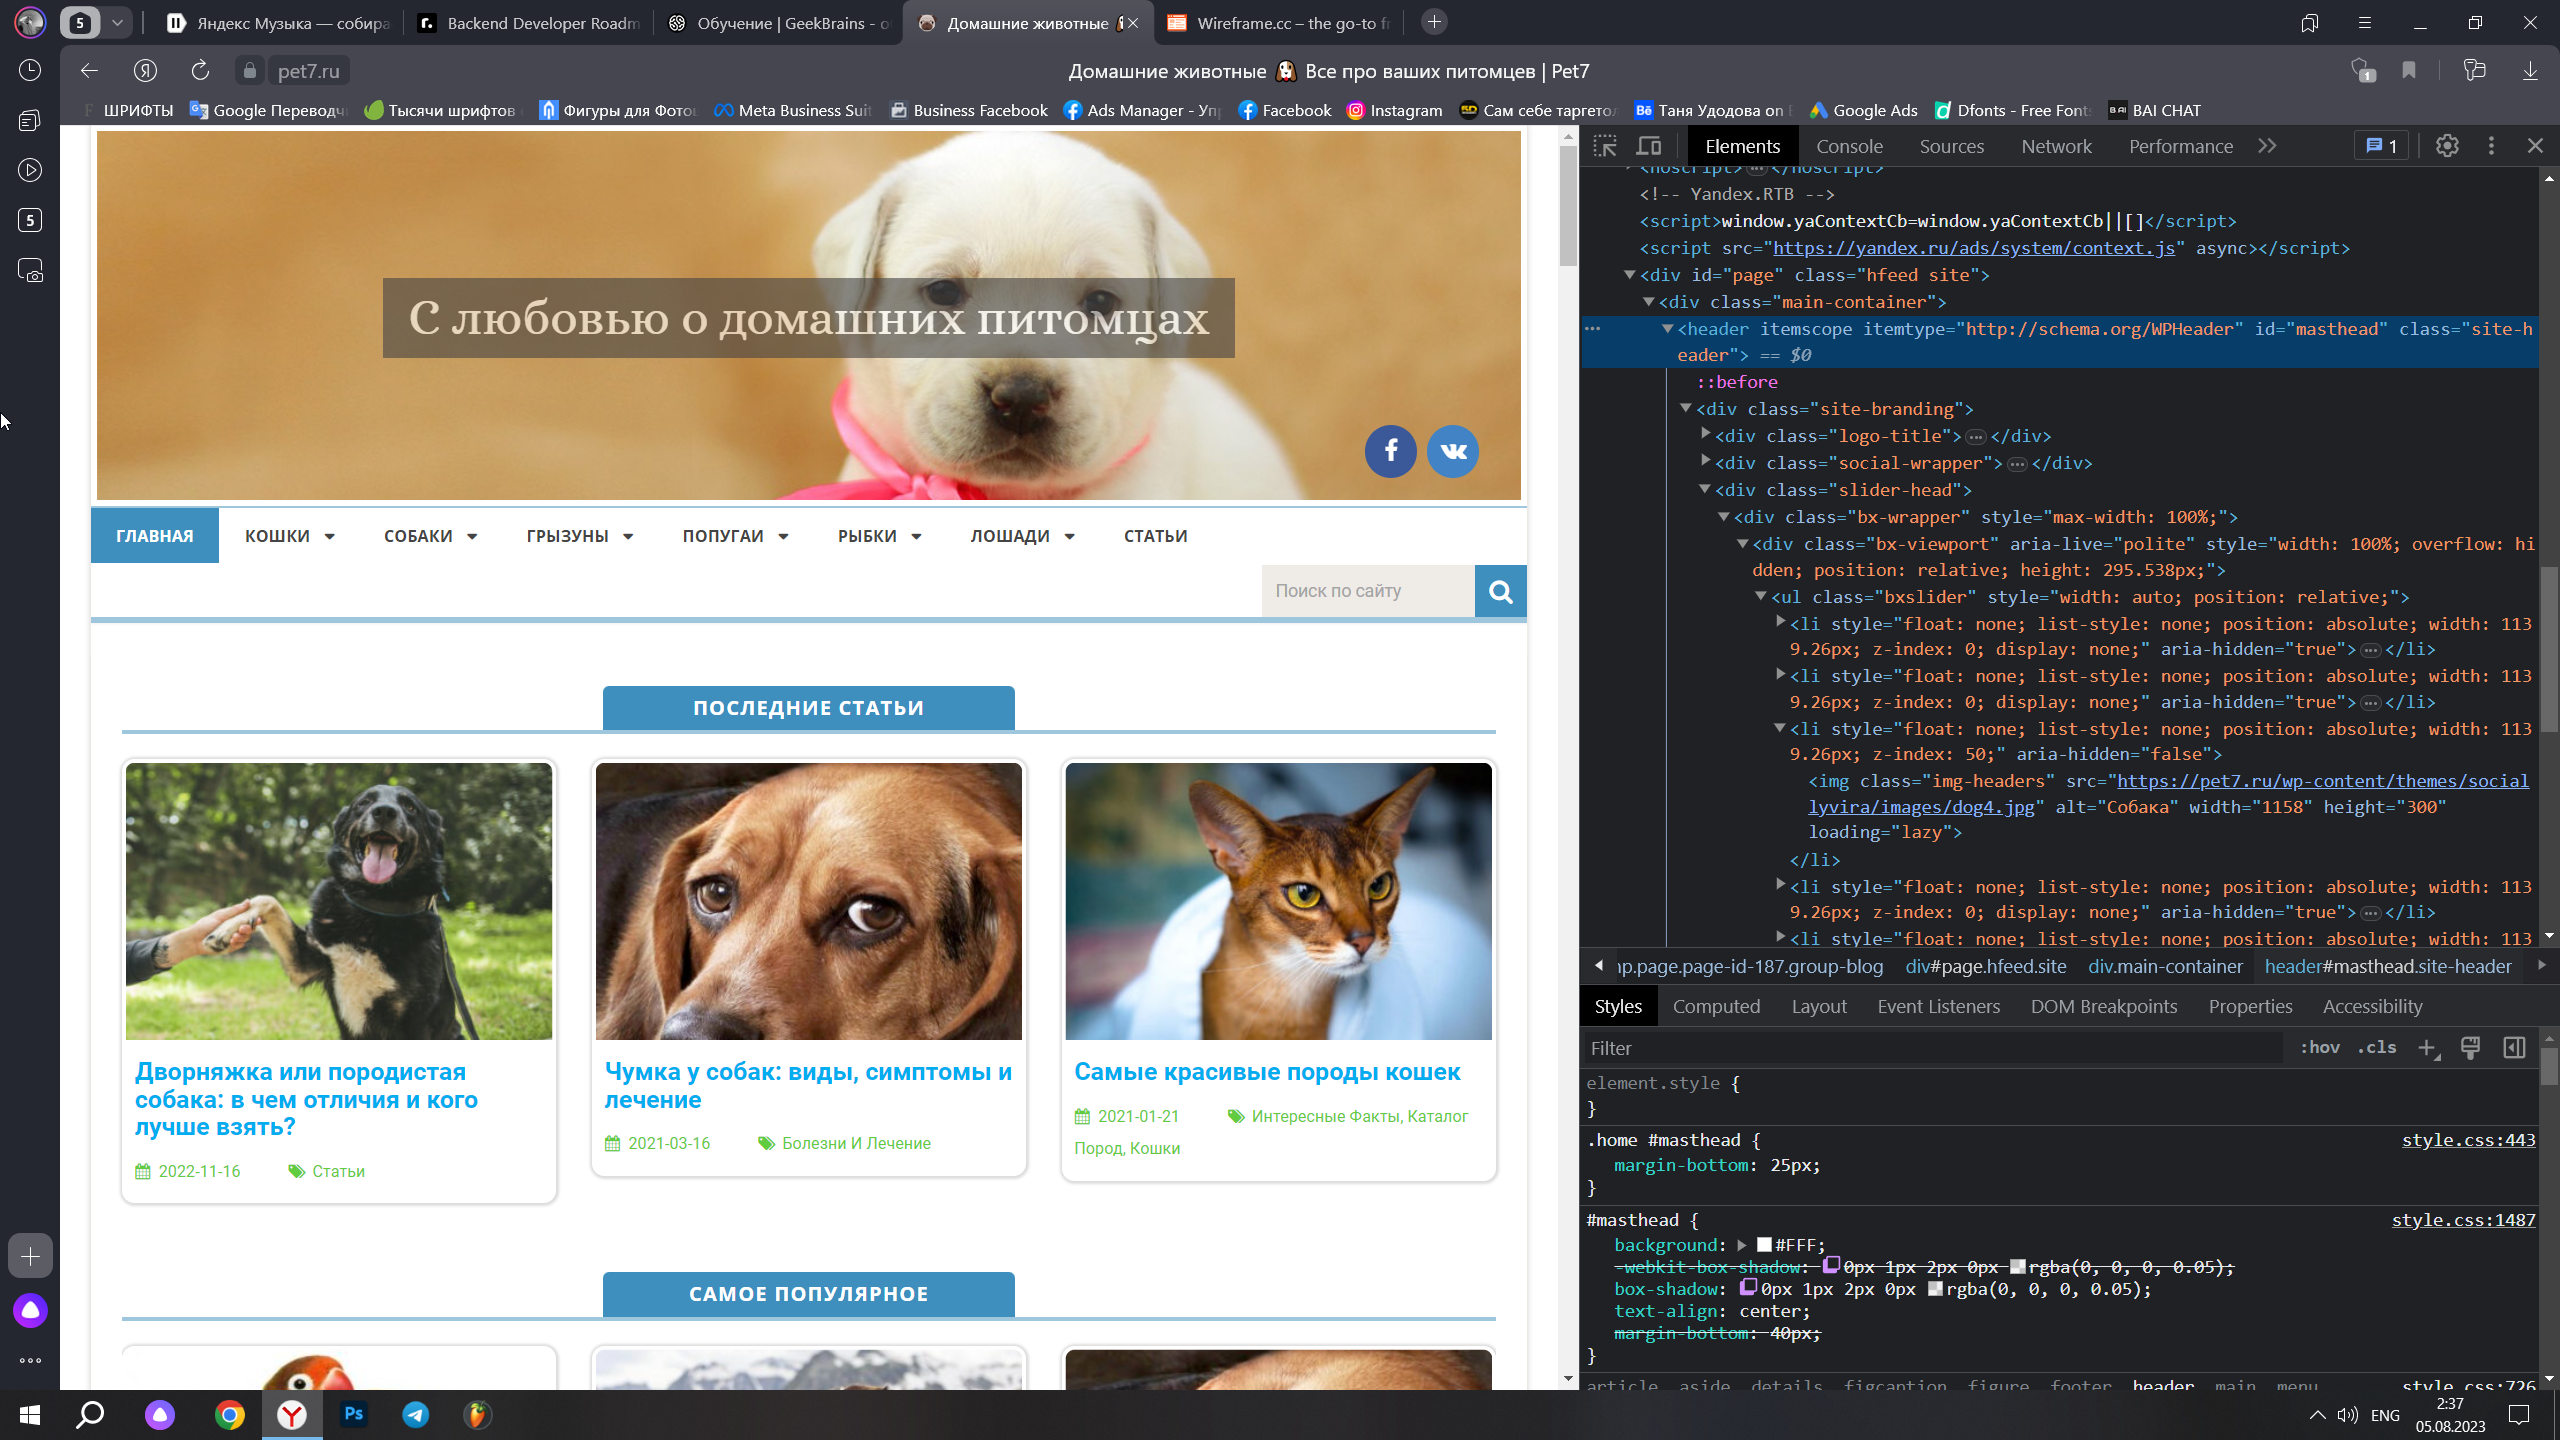 5
Яндекс Музыка — собира
Backend Developer Roadm
Обучение | GeekBrains - о
Домашние животные
Wireframe.cc – the go-to fr
Я
pet7.ru
Домашние животные 🐶 Все про ваших питомцев | Pet7
1
ШРИФТЫ
Google Переводч
Тысячи шрифтов
Фигуры для Фото
Meta Business Suit
Business Facebook
Ads Manager - Уп
Facebook
Instagram
Сам себе таргето
Таня Удодова on
Google Ads
Dfonts - Free Font
BAI CHAT
5
С любовью о домашних питомцах
ГЛАВНАЯ КОШКИ СОБАКИ ГРЫЗУНЫ ПОПУГАИ РЫБКИ ЛОШАДИ СТАТЬИ
Поиск по сайту
ПОСЛЕДНИЕ СТАТЬИ
Дворняжка или породистая
собака: в чем отличия и кого
лучше взять?
2022-11-16 Статьи
Чумка у собак: виды, симптомы и
лечение
2021-03-16 Болезни И Лечение
Самые красивые породы кошек
2021-01-21 Интересные Факты, Каталог
Пород, Кошки
САМОЕ ПОПУЛЯРНОЕ
Elements Console Sources Network Performance 1
<noscript>…</noscript>
<!-- Yandex.RTB -->
<script>window.yaContextCb=window.yaContextCb||[]</script>
<script src="https://yandex.ru/ads/system/context.js" async></script>
<div id="page" class="hfeed site">
<div class="main-container">
<header itemscope itemtype="http://schema.org/WPHeader" id="masthead" class="site-h
eader"> == $0
::before
<div class="site-branding">
<div class="logo-title">…</div>
<div class="social-wrapper">…</div>
<div class="slider-head">
<div class="bx-wrapper" style="max-width: 100%;">
<div class="bx-viewport" aria-live="polite" style="width: 100%; overflow: hi
dden; position: relative; height: 295.538px;">
<ul class="bxslider" style="width: auto; position: relative;">
<li style="float: none; list-style: none; position: absolute; width: 113
9.26px; z-index: 0; display: none;" aria-hidden="true">…</li>
<li style="float: none; list-style: none; position: absolute; width: 113
9.26px; z-index: 0; display: none;" aria-hidden="true">…</li>
<li style="float: none; list-style: none; position: absolute; width: 113
9.26px; z-index: 50;" aria-hidden="false">
<img class="img-headers" src="https://pet7.ru/wp-content/themes/social
lyvira/images/dog4.jpg" alt="Собака" width="1158" height="300"
loading="lazy">
</li>
<li style="float: none; list-style: none; position: absolute; width: 113
9.26px; z-index: 0; display: none;" aria-hidden="true">…</li>
<li style="float: none; list-style: none; position: absolute; width: 113
np.page.page-id-187.group-blog div#page.hfeed.site div.main-container header#masthead.site-header
Styles Computed Layout Event Listeners DOM Breakpoints Properties Accessibility
Filter :hov .cls
element.style {
}
.home #masthead { style.css:443
margin-bottom: 25px;
}
#masthead { style.css:1487
background: #FFF;
-webkit-box-shadow: 0px 1px 2px 0px rgba(0, 0, 0, 0.05);
box-shadow: 0px 1px 2px 0px rgba(0, 0, 0, 0.05);
text-align: center;
margin-bottom: 40px;
}
article, aside, details, figcaption, figure, footer, header, main, menu, style.css:726
Ps
ENG
2:37
05.08.2023